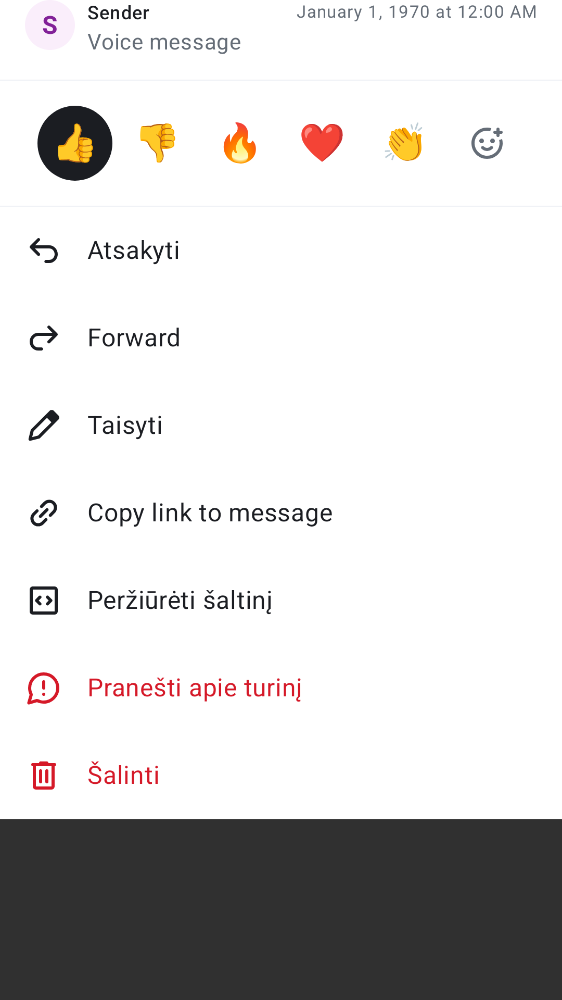 S
Sender
January 1, 1970 at 12:00 AM
Voice message
Atsakyti
Forward
Taisyti
Copy link to message
Peržiūrėti šaltinį
Pranešti apie turinį
Šalinti